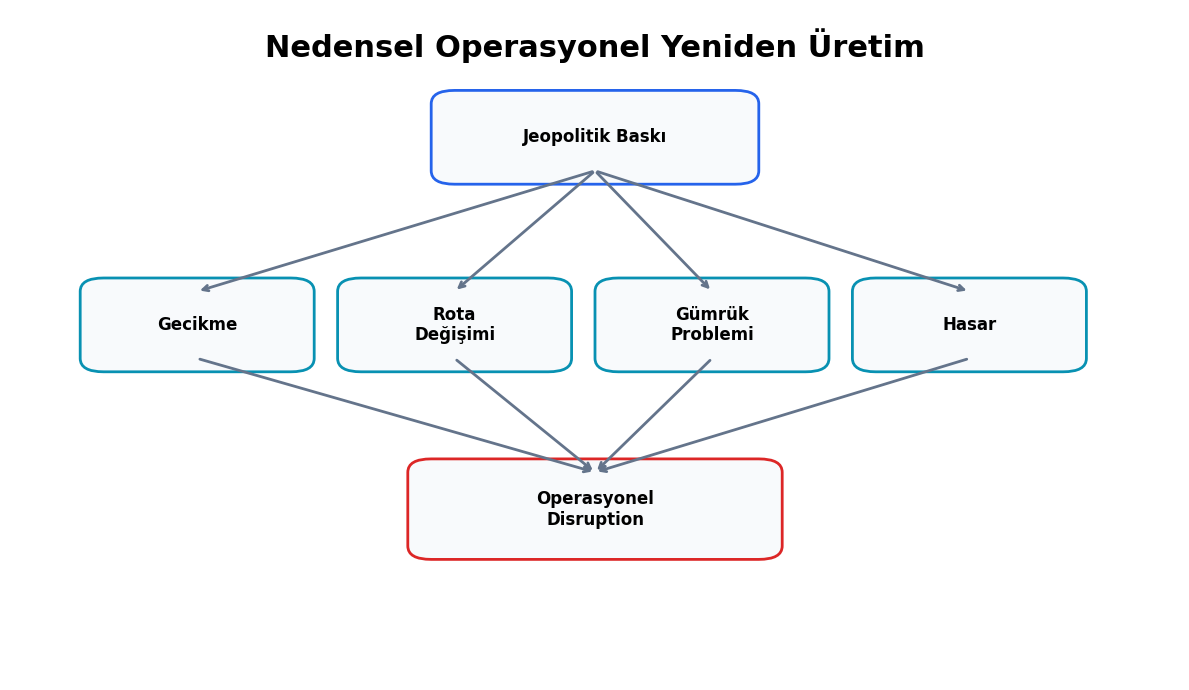 Nedensel Operasyonel Yeniden Üretim
Jeopolitik Baskı
Gecikme
Rota
Değişimi
Gümrük
Problemi
Hasar
Operasyonel
Disruption